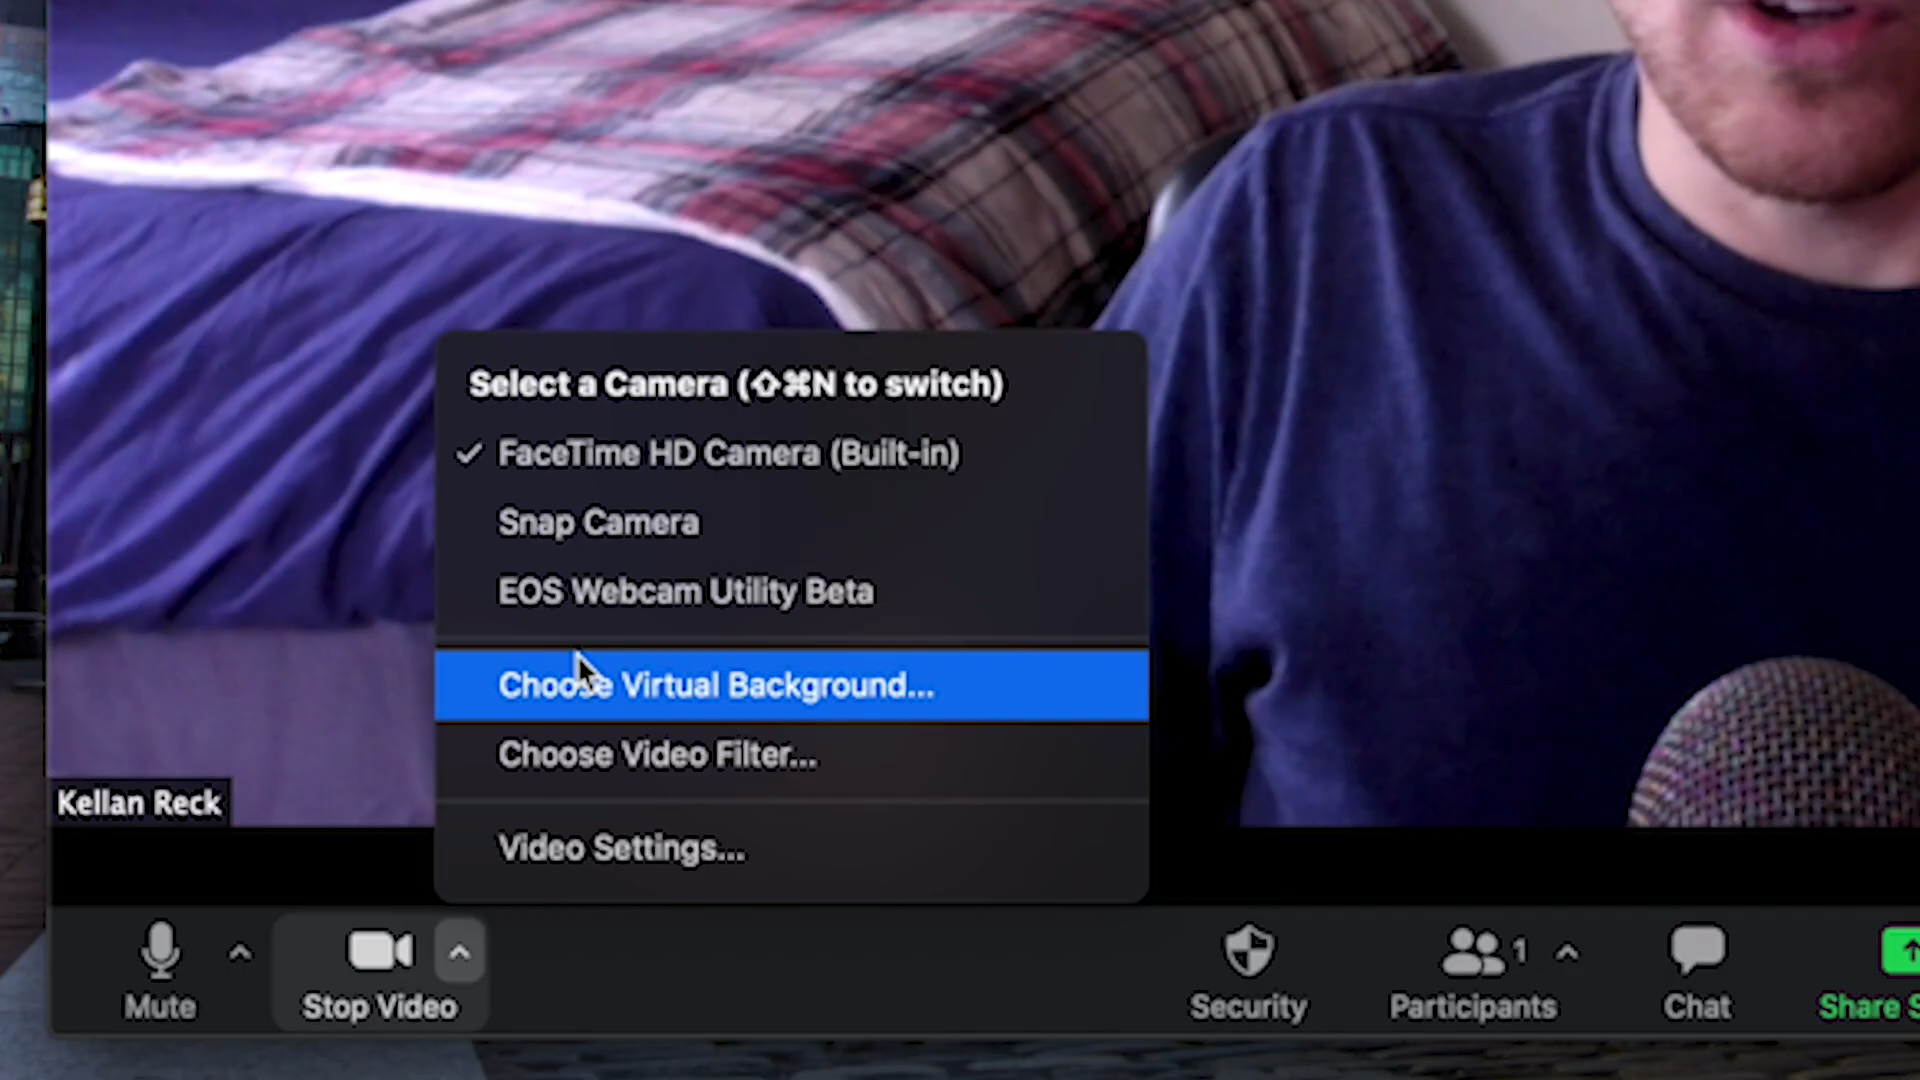 Select a Camera (⇧⌘N to switch)
✓ FaceTime HD Camera (Built-in)
Snap Camera
EOS Webcam Utility Beta
Choose Virtual Background...
Choose Video Filter...
Video Settings...
Kellan Reck
Mute
Stop Video
Security
1
Participants
Chat
Share S